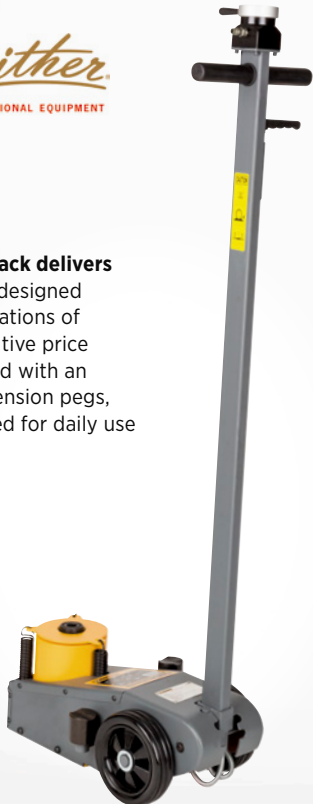 ither
IONAL EQUIPMENT
ack delivers
designed
ations of
tive price
d with an
ension pegs,
ed for daily use